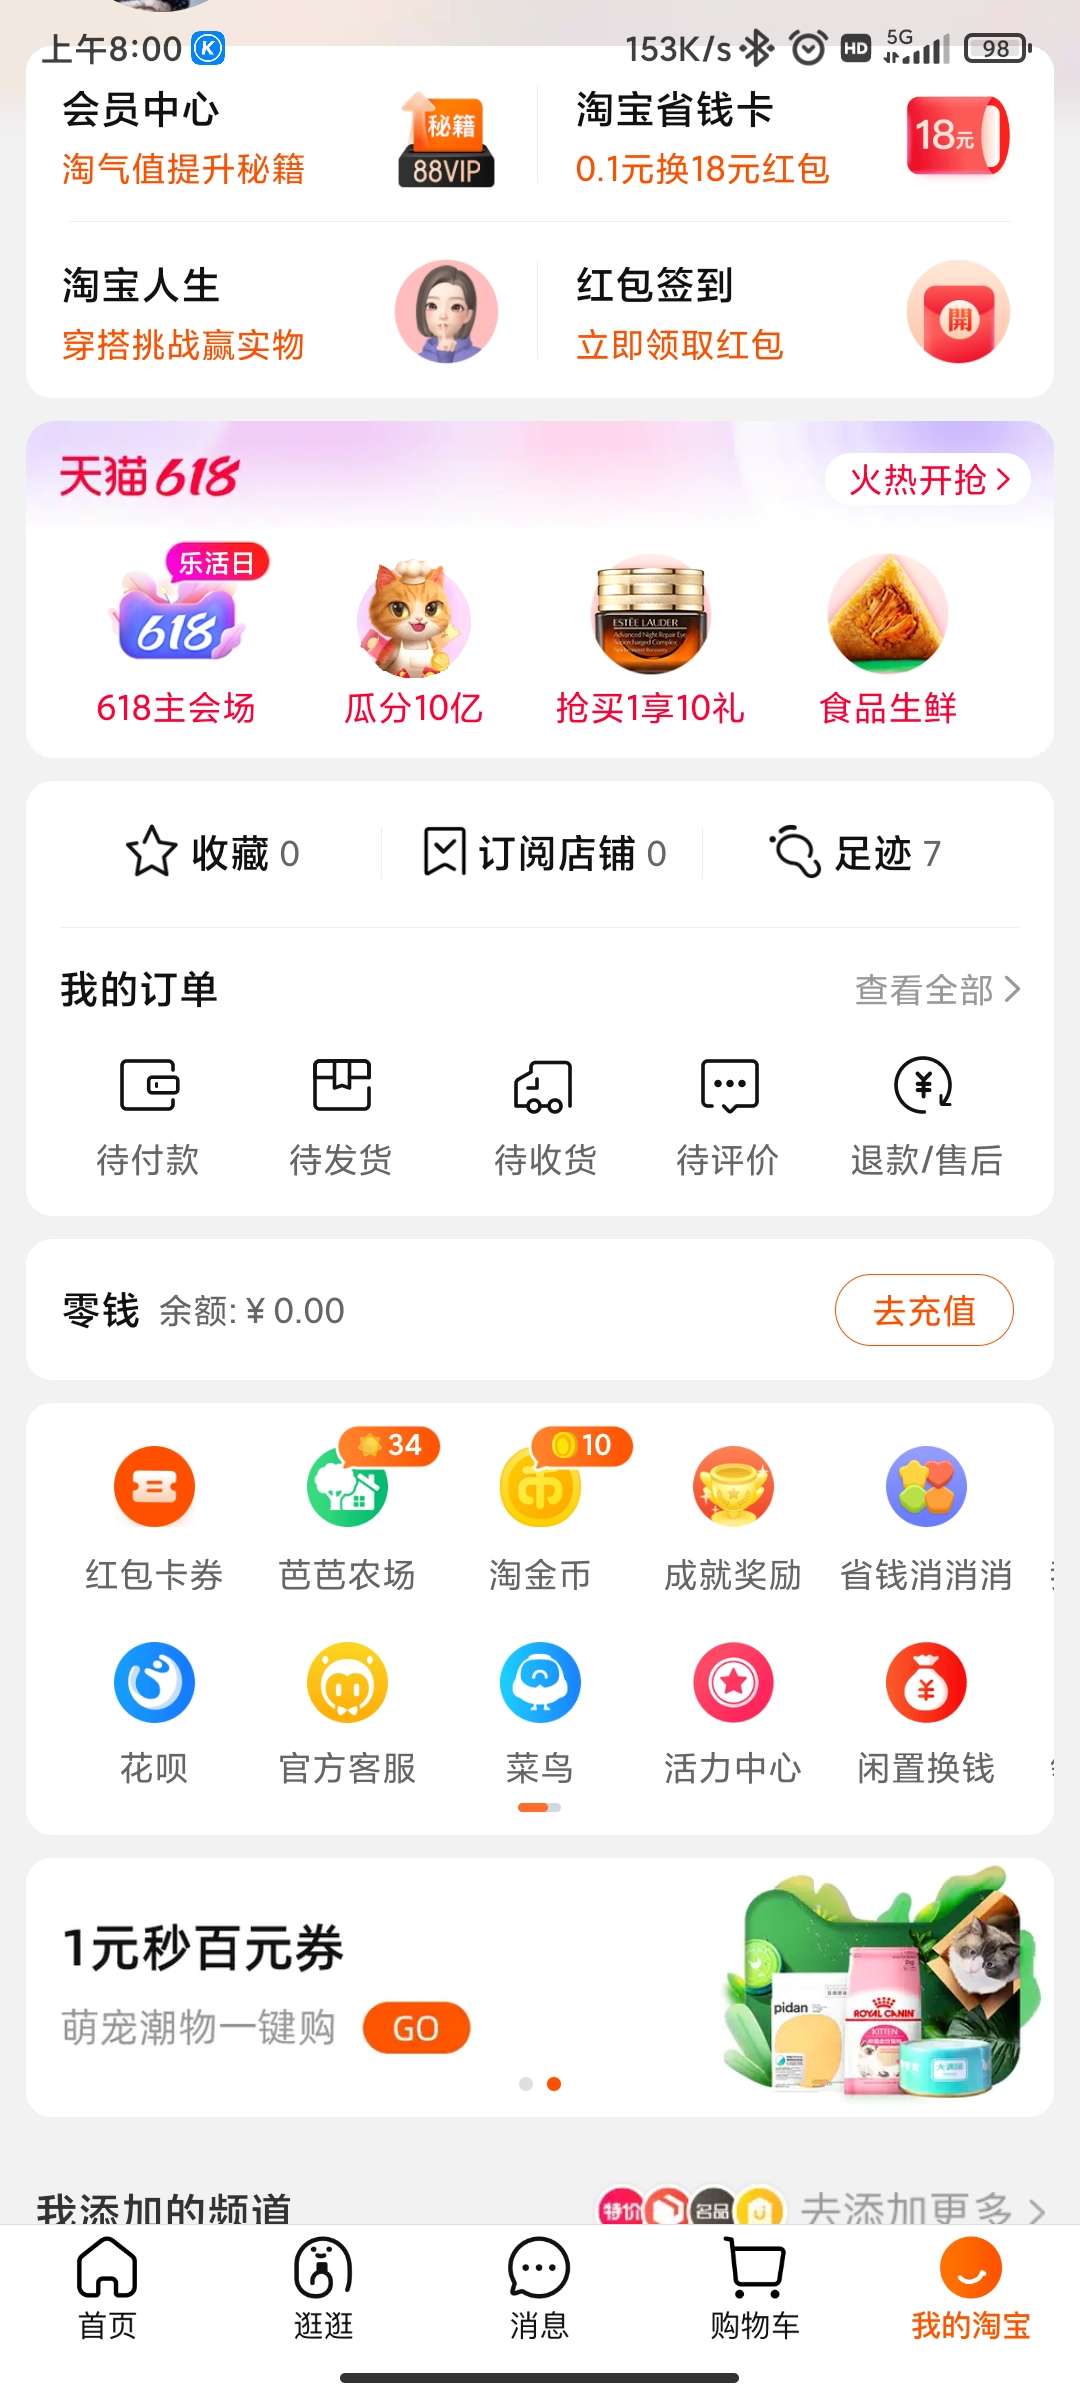 上午8:00
153K/s
HD
5G
98
会员中心
淘气值提升秘籍
秘籍
88VIP
淘宝省钱卡
0.1元换18元红包
18元
淘宝人生
穿搭挑战赢实物
红包签到
立即领取红包
開
天猫618
火热开抢
乐活日
618
ESTĒE LAUDER
Advanced Night Repair Eye
Supercharged Complex
618主会场
瓜分10亿
抢买1享10礼
食品生鲜
收藏 0
订阅店铺 0
足迹 7
我的订单
查看全部
待付款
待发货
待收货
待评价
退款/售后
零钱 余额: ¥ 0.00
去充值
34
10
币
红包卡券
芭芭农场
淘金币
成就奖励
省钱消消消
花呗
官方客服
菜鸟
活力中心
闲置换钱
1元秒百元券
萌宠潮物一键购
GO
pidan
ROYAL CANIN
KITTEN
我添加的频道
特价
名品
去添加更多
首页
逛逛
消息
购物车
我的淘宝